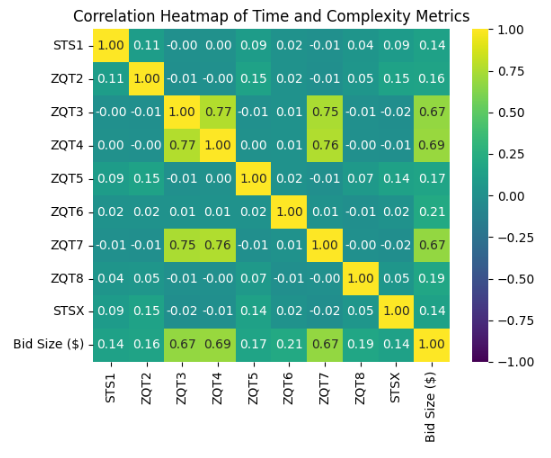 Correlation Heatmap of Time and Complexity Metrics
STS1 1.00 0.11 -0.00 0.00 0.09 0.02 -0.01 0.04 0.09 0.14
ZQT2 0.11 1.00 -0.01 -0.00 0.15 0.02 -0.01 0.05 0.15 0.16
ZQT3 -0.00 -0.01 1.00 0.77 -0.01 0.01 0.75 -0.01 -0.02 0.67
ZQT4 0.00 -0.00 0.77 1.00 0.00 0.01 0.76 -0.00 -0.01 0.69
ZQT5 0.09 0.15 -0.01 0.00 1.00 0.02 -0.01 0.07 0.14 0.17
ZQT6 0.02 0.02 0.01 0.01 0.02 1.00 0.01 -0.01 0.02 0.21
ZQT7 -0.01 -0.01 0.75 0.76 -0.01 0.01 1.00 -0.00 -0.02 0.67
ZQT8 0.04 0.05 -0.01 -0.00 0.07 -0.01 -0.00 1.00 0.05 0.19
STSX 0.09 0.15 -0.02 -0.01 0.14 0.02 -0.02 0.05 1.00 0.14
Bid Size ($) 0.14 0.16 0.67 0.69 0.17 0.21 0.67 0.19 0.14 1.00
STS1 ZQT2 ZQT3 ZQT4 ZQT5 ZQT6 ZQT7 ZQT8 STSX Bid Size ($)
1.00
0.75
0.50
0.25
0.00
−0.25
−0.50
−0.75
−1.00